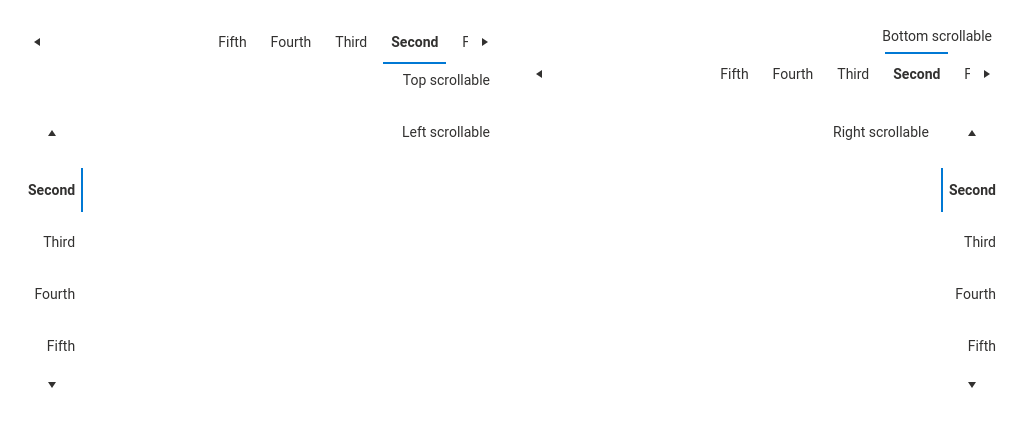 Fifth Fourth Third Second
Top scrollable
Bottom scrollable
Fifth Fourth Third Second
Left scrollable
Second
Third
Fourth
Fifth
Right scrollable
Second
Third
Fourth
Fifth